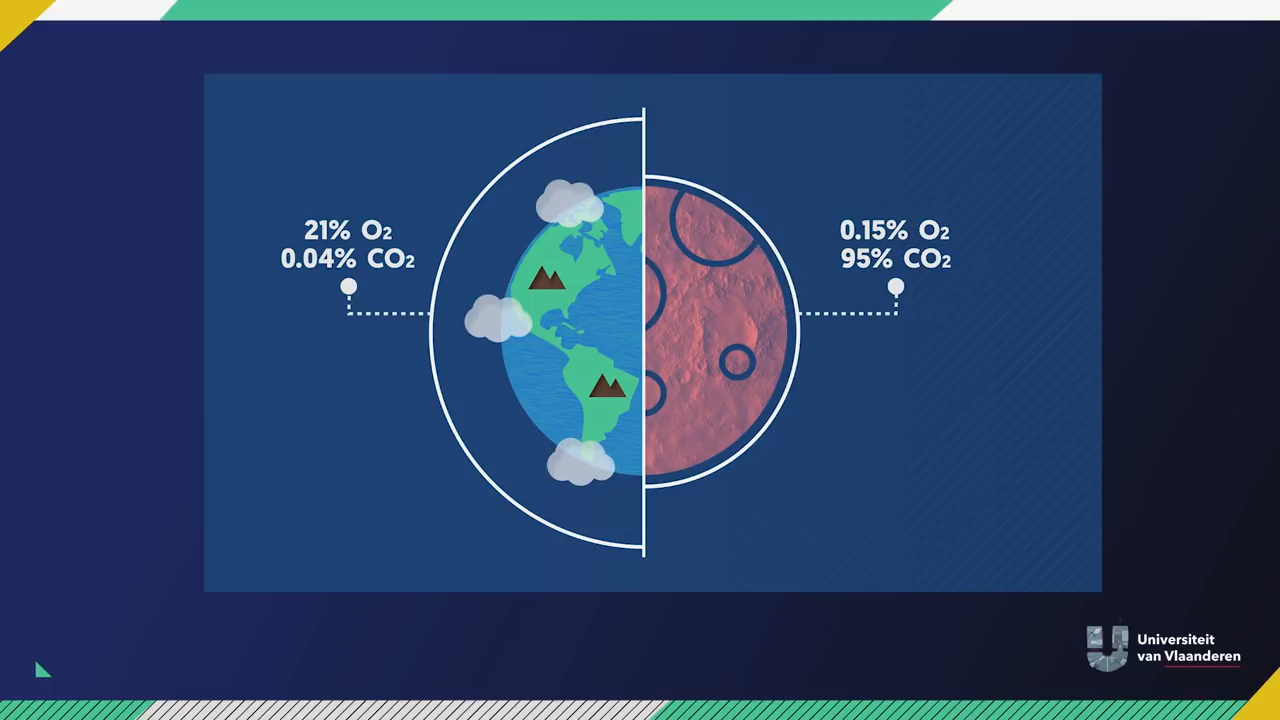 21% O₂
0.04% CO₂
0.15% O₂
95% CO₂
Universiteit
van Vlaanderen